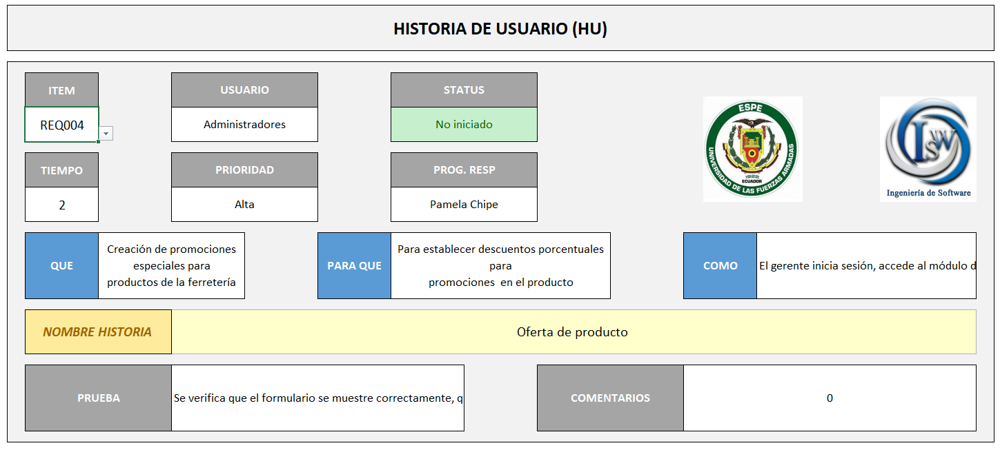 HISTORIA DE USUARIO (HU)
ITEM
USUARIO
STATUS
REQ004
Administradores
No iniciado
TIEMPO
PRIORIDAD
PROG. RESP
2
Alta
Pamela Chipe
ESPE
UNIVERSIDAD DE LAS FUERZAS ARMADAS
1922
ECUADOR
ISW
Ingeniería de Software
QUE
Creación de promociones
especiales para
productos de la ferretería
PARA QUE
Para establecer descuentos porcentuales
para
promociones en el producto
COMO
El gerente inicia sesión, accede al módulo d
NOMBRE HISTORIA
Oferta de producto
PRUEBA
Se verifica que el formulario se muestre correctamente, q
COMENTARIOS
0